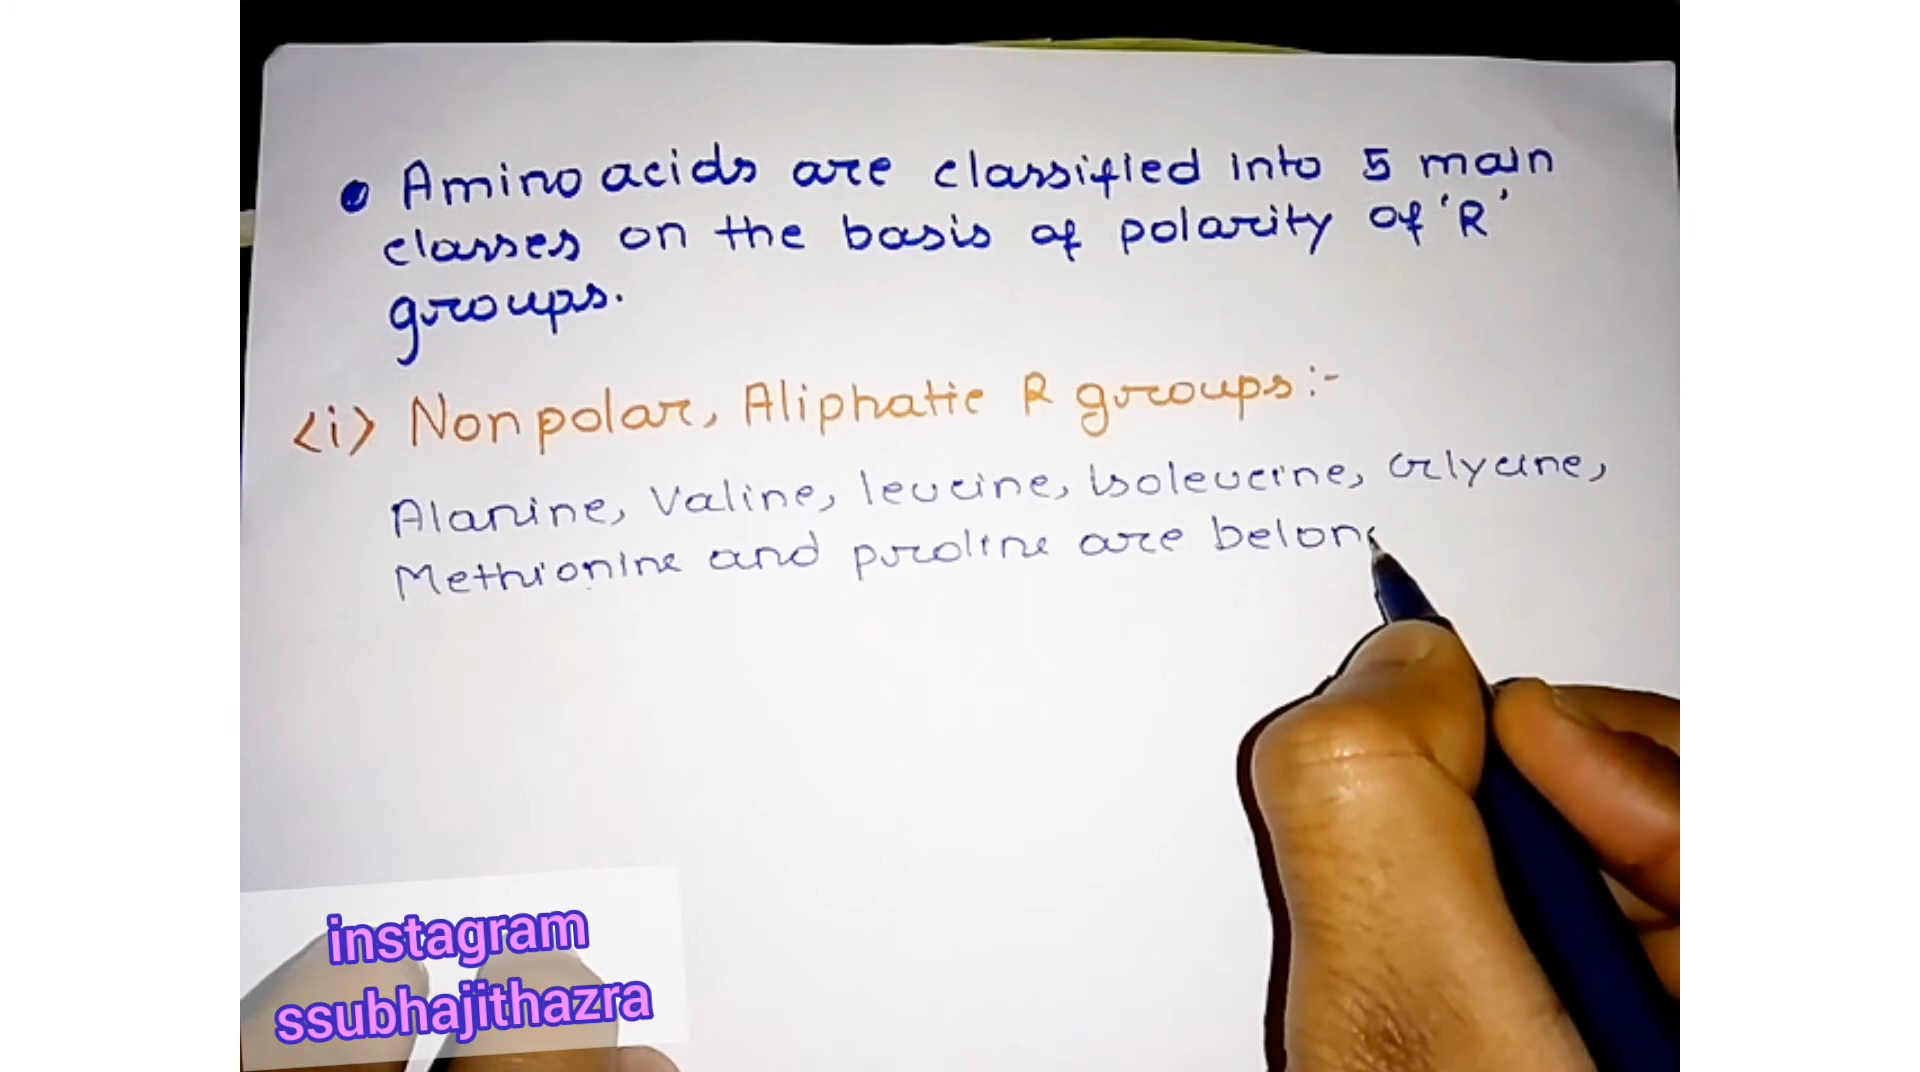 • Amino acids are classified into 5 main
classes on the basis of polarity of 'R'
groups.
<i> Nonpolar, Aliphatic R groups:-
Alanine, Valine, leucine, isoleucine, Glycine,
Methionine and proline are belong
instagram
ssubhajithazra